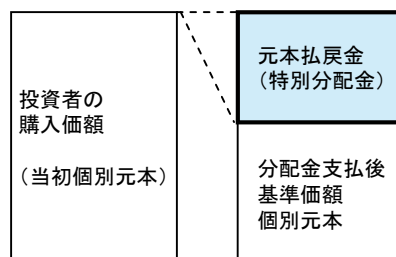 投資者の
購入価額
（当初個別元本）
元本払戻金
（特別分配金）
分配金支払後
基準価額
個別元本